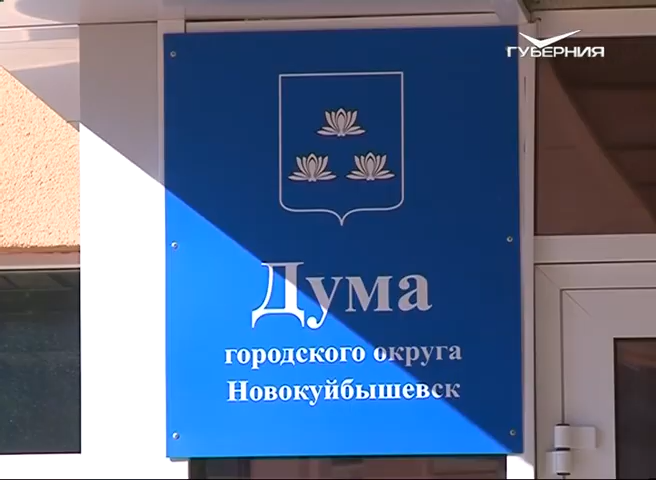 ГУБЕРНИЯ
Дума
городского округа
Новокуйбышевск